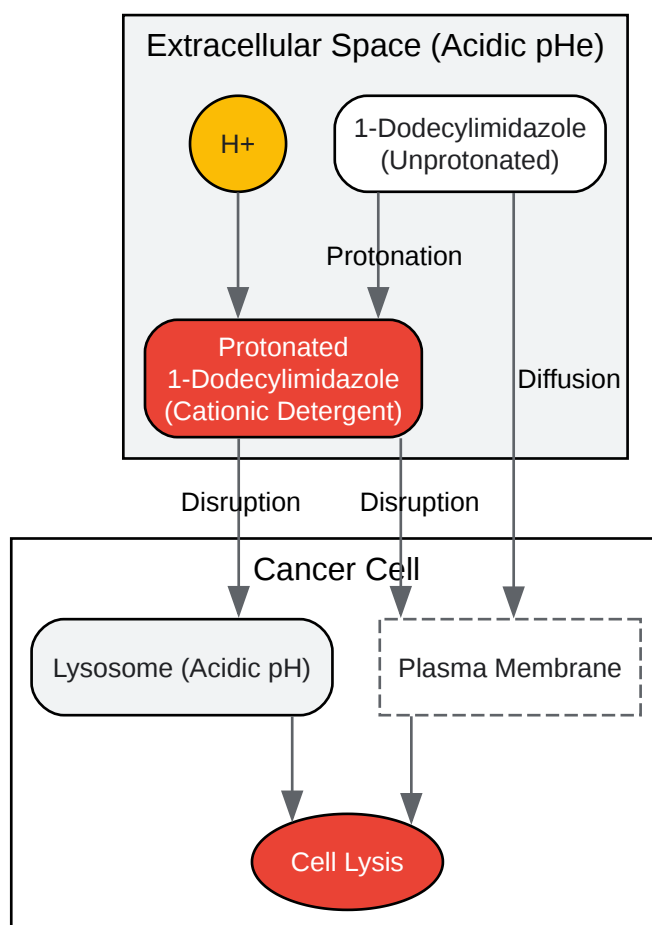 Extracellular Space (Acidic pHe)
H+
1-Dodecylimidazole
(Unprotonated)
Protonation
Protonated
1-Dodecylimidazole
(Cationic Detergent)
Diffusion
Disruption
Disruption
Cancer Cell
Lysosome (Acidic pH)
Plasma Membrane
Cell Lysis